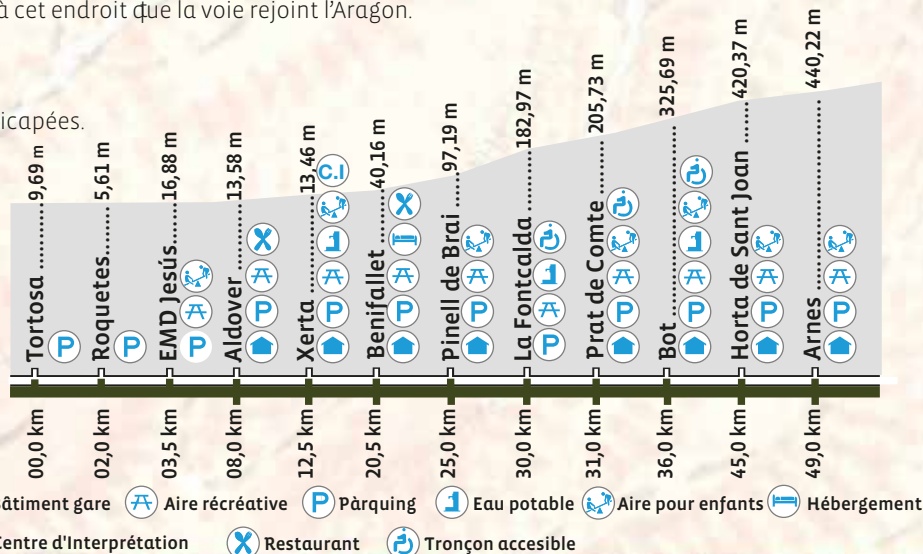 à cet endroit que la voie rejoint l’Aragon.
icapées.
9,69 m
5,61 m
16,88 m
13,58 m
13,46 m
40,16 m
97,19 m
182,97 m
205,73 m
325,69 m
420,37 m
440,22 m
Tortosa
Roquetes
EMD Jesús
Aldover
Xerta
Benifallet
Pinell de Brai
La Fontcalda
Prat de Comte
Bot
Horta de Sant Joan
Arnes
C.I
P P P P P P P P P P P P
00,0 km
02,0 km
03,5 km
08,0 km
12,5 km
20,5 km
25,0 km
30,0 km
31,0 km
36,0 km
45,0 km
49,0 km
âtiment gare Aire récréative P Pàrquing Eau potable Aire pour enfants Hébergement
Centre d'Interprétation Restaurant Tronçon accesible